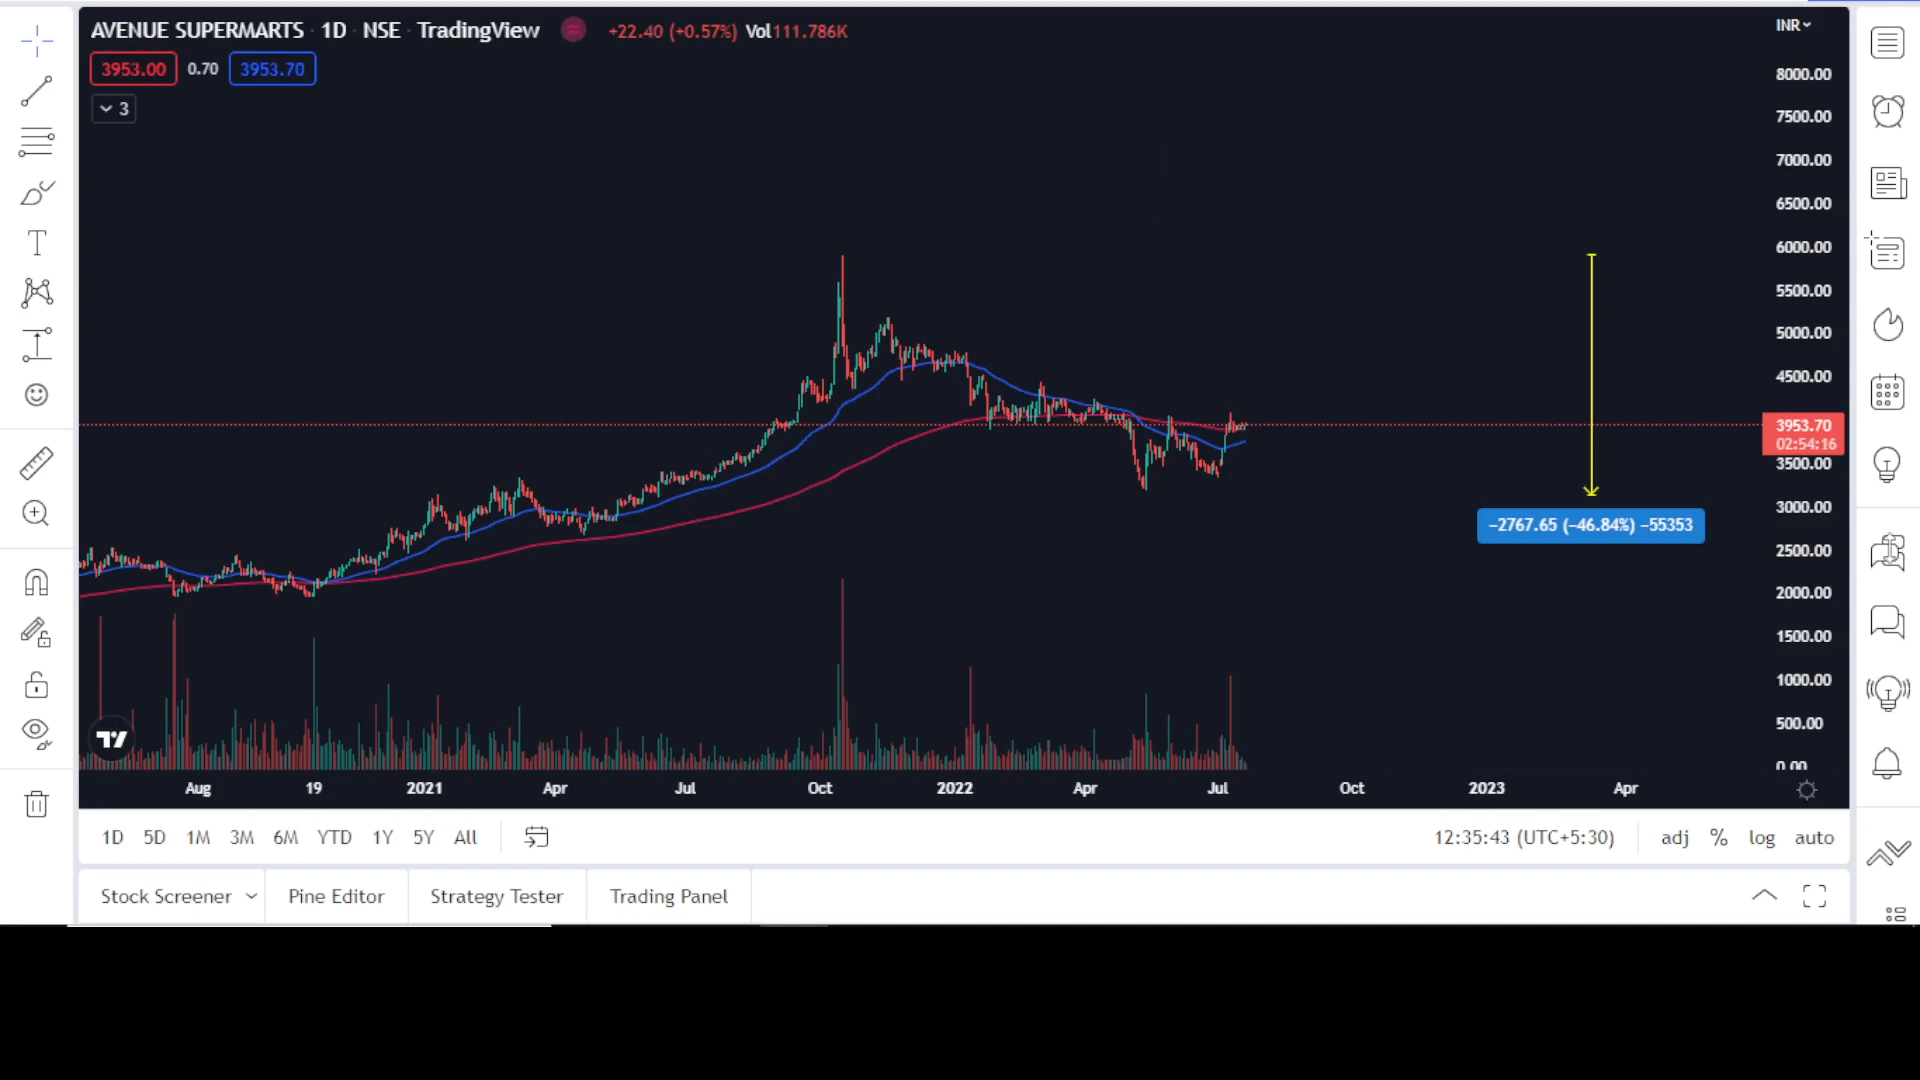 AVENUE SUPERMARTS · 1D · NSE · TradingView +22.40 (+0.57%) Vol111.786K
INR
3953.00 0.70 3953.70
3
8000.00
7500.00
7000.00
6500.00
6000.00
5500.00
5000.00
4500.00
3953.70
02:54:16
3500.00
3000.00
−2767.65 (−46.84%) −55353
2500.00
2000.00
1500.00
1000.00
500.00
0.00
Aug 19 2021 Apr Jul Oct 2022 Apr Jul Oct 2023 Apr
1D 5D 1M 3M 6M YTD 1Y 5Y All 12:35:43 (UTC+5:30) adj % log auto
Stock Screener Pine Editor Strategy Tester Trading Panel